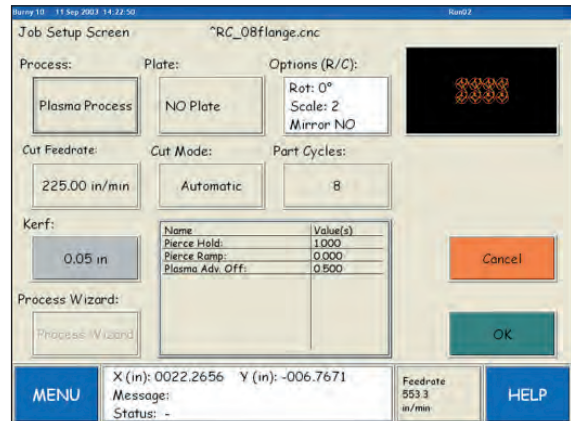 Burny 10 11 Sep 2003 14:22:50 Run02
Job Setup Screen ^RC_08flange.cnc
Process: Plate: Options (R/C):
Plasma Process NO Plate
Rot: 0°
Scale: 2
Mirror NO
Cut Feedrate: Cut Mode: Part Cycles:
225.00 in/min Automatic 8
Kerf:
0.05 in
Name Value(s)
Pierce Hold: 1.000
Pierce Ramp: 0.000
Plasma Adv. Off: 0.500
Cancel
Process Wizard:
Process Wizard
OK
MENU
X (in): 0022.2656 Y (in): -006.7671
Message:
Status: -
Feedrate
553.3
in/min
HELP